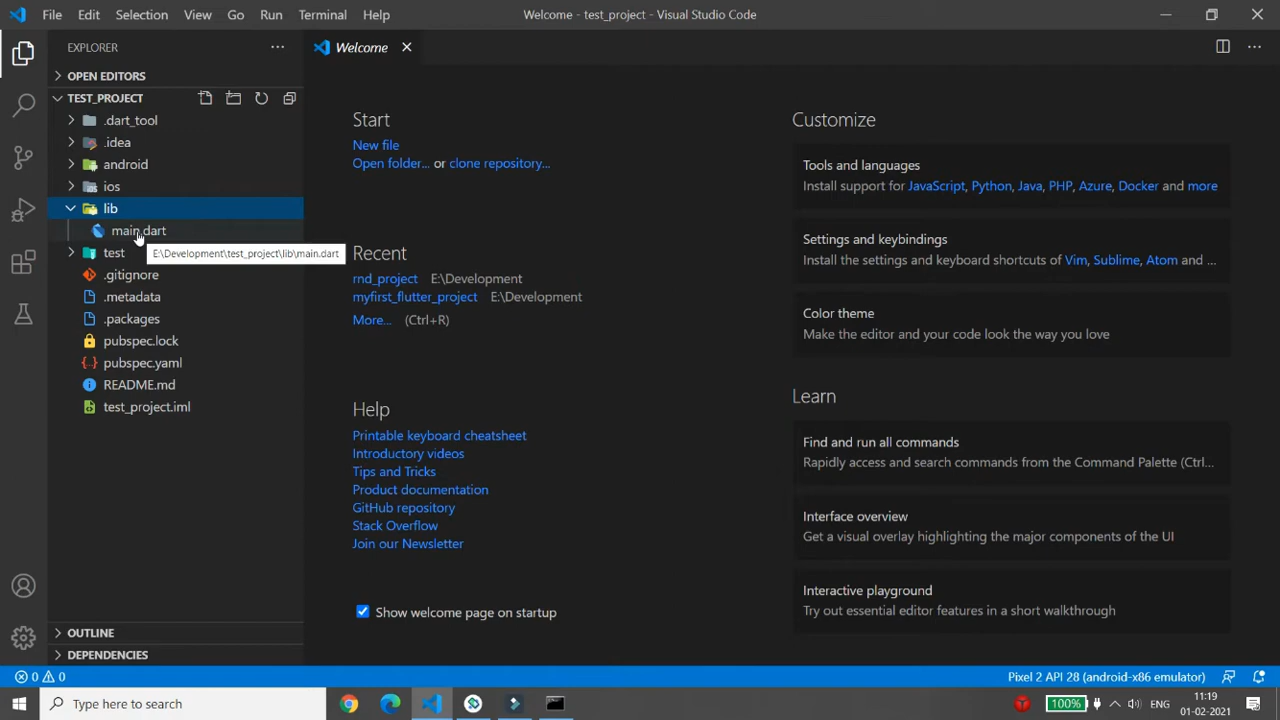 File Edit Selection View Go Run Terminal Help
Welcome - test_project - Visual Studio Code
EXPLORER
Welcome
OPEN EDITORS
TEST_PROJECT
.dart_tool
.idea
android
ios
lib
main.dart
E:\Development\test_project\lib\main.dart
test
.gitignore
.metadata
.packages
pubspec.lock
pubspec.yaml
README.md
test_project.iml
OUTLINE
DEPENDENCIES
Start
New file
Open folder... or clone repository...
Recent
rnd_project E:\Development
myfirst_flutter_project E:\Development
More... (Ctrl+R)
Help
Printable keyboard cheatsheet
Introductory videos
Tips and Tricks
Product documentation
GitHub repository
Stack Overflow
Join our Newsletter
Show welcome page on startup
Customize
Tools and languages
Install support for JavaScript, Python, Java, PHP, Azure, Docker and more
Settings and keybindings
Install the settings and keyboard shortcuts of Vim, Sublime, Atom and ...
Color theme
Make the editor and your code look the way you love
Learn
Find and run all commands
Rapidly access and search commands from the Command Palette (Ctrl...
Interface overview
Get a visual overlay highlighting the major components of the UI
Interactive playground
Try out essential editor features in a short walkthrough
0 0
Pixel 2 API 28 (android-x86 emulator)
Type here to search
100%
ENG
11:19
01-02-2021